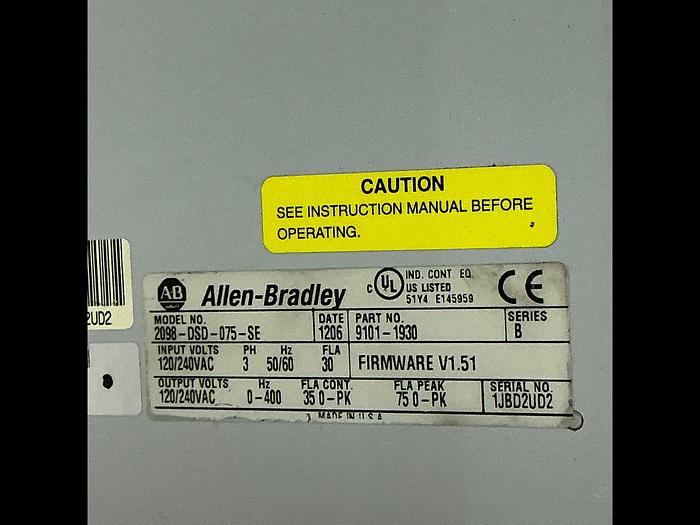 CAUTION
SEE INSTRUCTION MANUAL BEFORE
OPERATING.
2UD2
AB Allen-Bradley
c UL IND. CONT EQ.
US LISTED
51Y4 E145959
CE
MODEL NO. DATE PART NO. SERIES
2098-DSD-075-SE 1206 9101-1930 B
INPUT VOLTS PH Hz FLA
120/240VAC 3 50/60 30 FIRMWARE V1.51
OUTPUT VOLTS Hz FLA CONT. FLA PEAK SERIAL NO.
120/240VAC 0-400 35 0-PK 75 0-PK 1JBD2UD2
MADE IN U.S.A